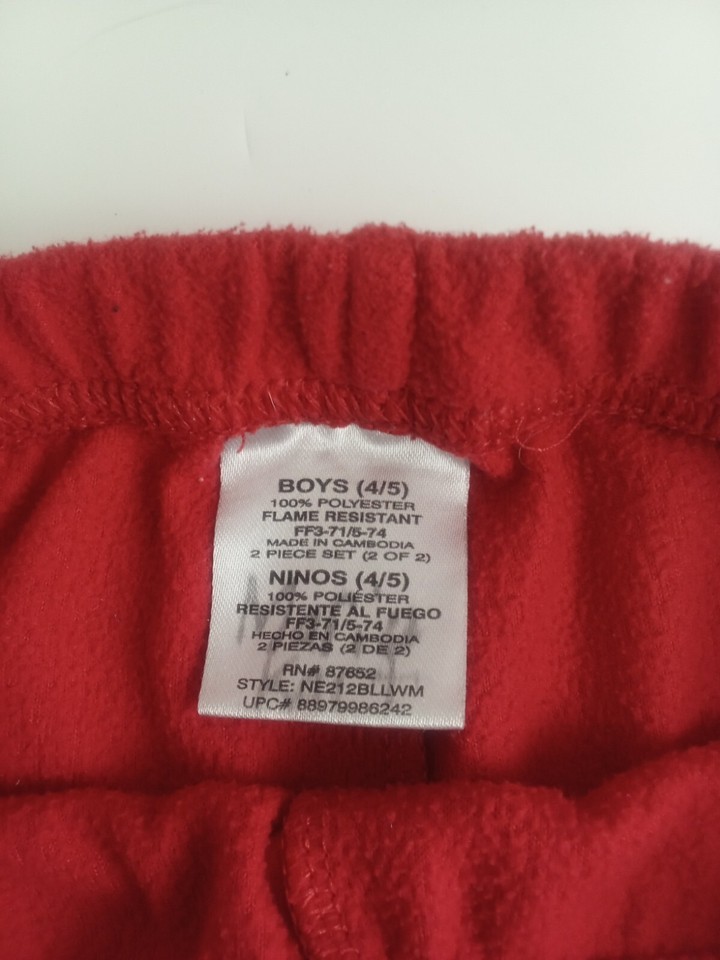 BOYS (4/5)
100% POLYESTER
FLAME RESISTANT
FF3-71/5-74
MADE IN CAMBODIA
2 PIECE SET (2 OF 2)
NINOS (4/5)
100% POLIÉSTER
RESISTENTE AL FUEGO
FF3-71/5-74
HECHO EN CAMBODIA
2 PIEZAS (2 DE 2)
RN# 87652
STYLE: NE212BLLWM
UPC# 88979986242